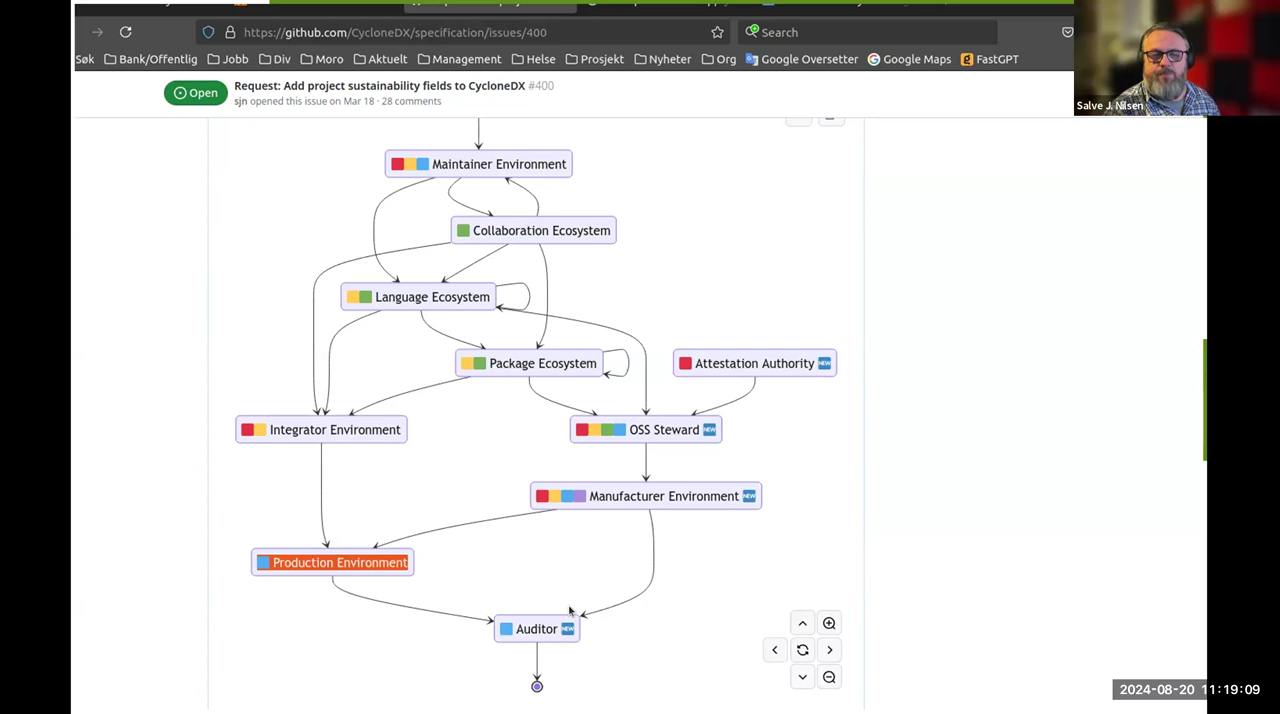 https://github.com/CycloneDX/specification/issues/400
Search
Søk Bank/Offentlig Jobb Div Moro Aktuelt Management Helse Prosjekt Nyheter Org Google Oversetter Google Maps FastGPT
Salve J. Nilsen
Open
Request: Add project sustainability fields to CycloneDX #400
sjn opened this issue on Mar 18 · 28 comments
Maintainer Environment
Collaboration Ecosystem
Language Ecosystem
Package Ecosystem
Attestation Authority NEW
Integrator Environment
OSS Steward NEW
Manufacturer Environment NEW
Production Environment
Auditor NEW
2024-08-20 11:19:09